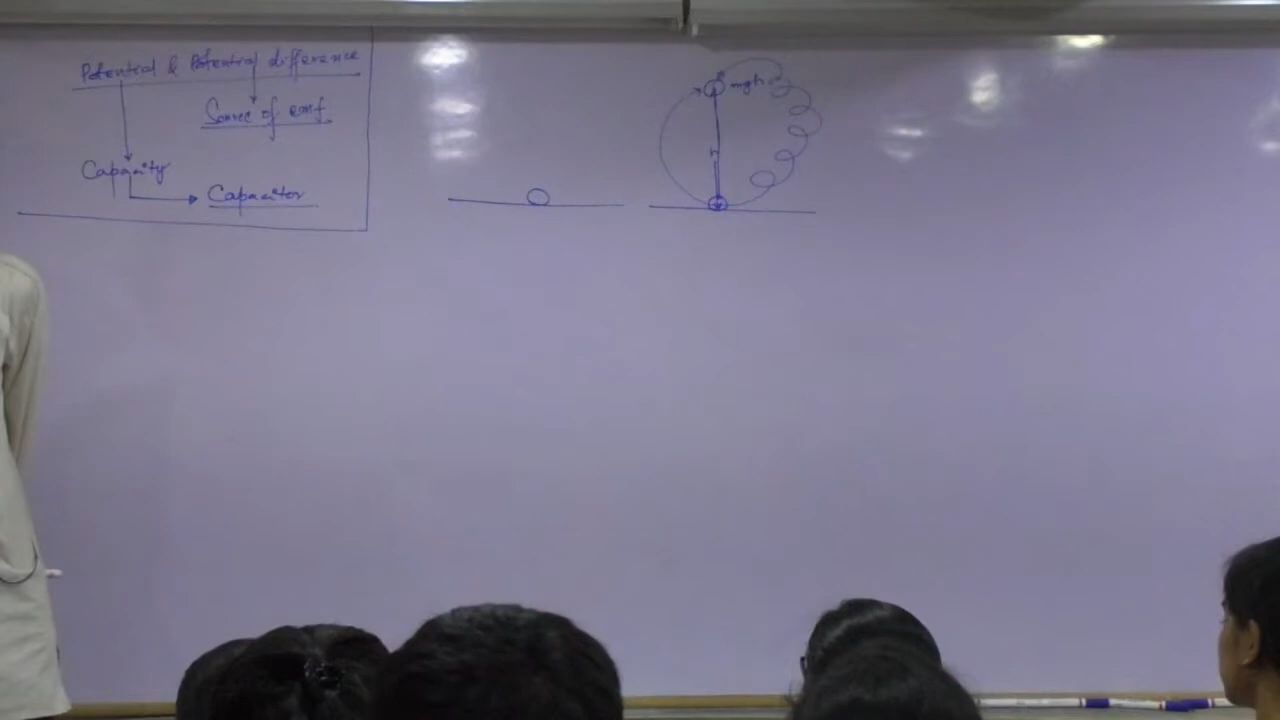 Potential & Potential difference
Source of emf
Capacity
Capacitor
mgh
h